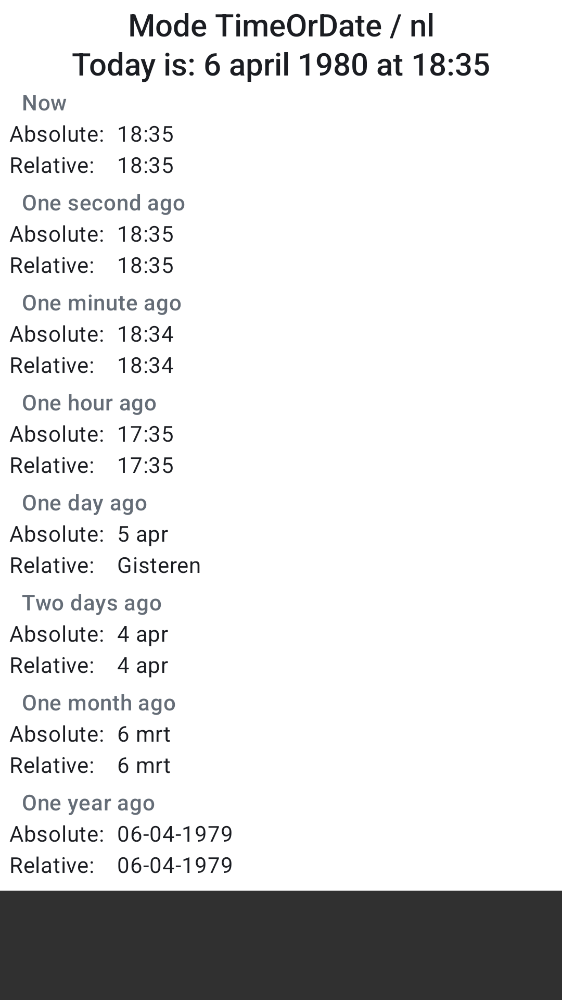 Mode TimeOrDate / nl
Today is: 6 april 1980 at 18:35
Now
Absolute: 18:35
Relative: 18:35
One second ago
Absolute: 18:35
Relative: 18:35
One minute ago
Absolute: 18:34
Relative: 18:34
One hour ago
Absolute: 17:35
Relative: 17:35
One day ago
Absolute: 5 apr
Relative: Gisteren
Two days ago
Absolute: 4 apr
Relative: 4 apr
One month ago
Absolute: 6 mrt
Relative: 6 mrt
One year ago
Absolute: 06-04-1979
Relative: 06-04-1979